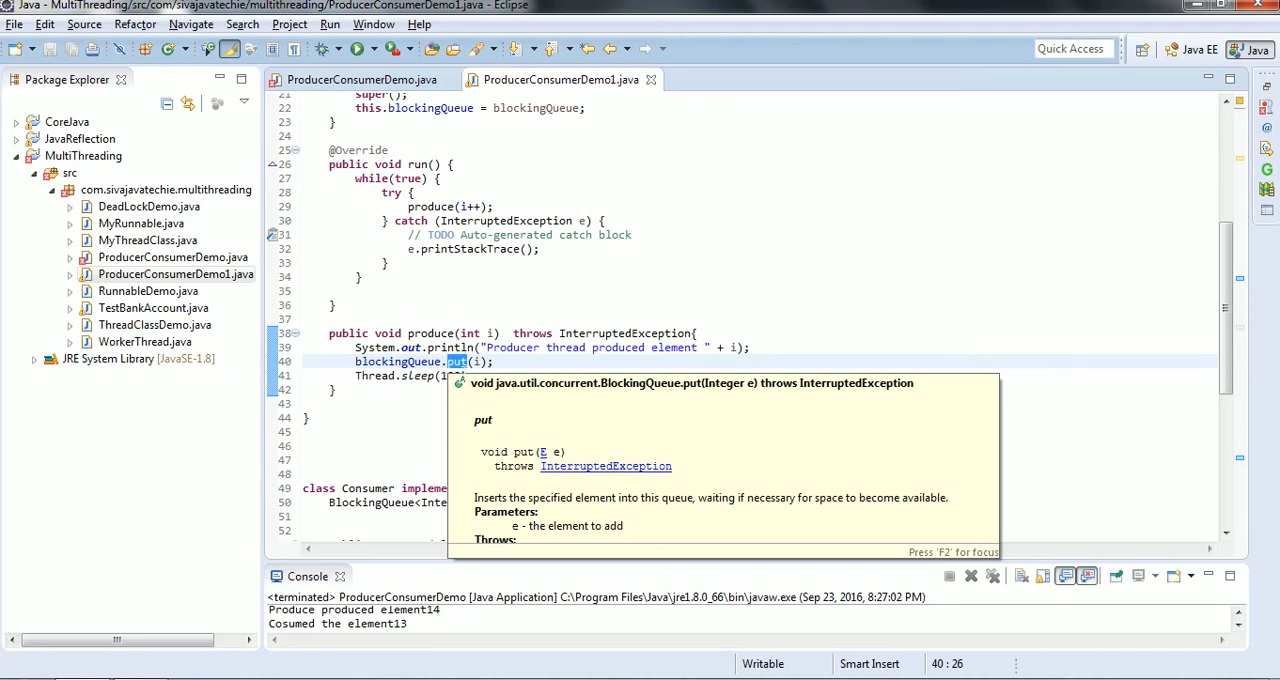 Java - MultiThreading/src/com/sivajavatechie/multithreading/ProducerConsumerDemo1.java - Eclipse
File Edit Source Refactor Navigate Search Project Run Window Help
Quick Access Java EE Java
Package Explorer
ProducerConsumerDemo.java ProducerConsumerDemo1.java
CoreJava
JavaReflection
MultiThreading
src
com.sivajavatechie.multithreading
DeadLockDemo.java
MyRunnable.java
MyThreadClass.java
ProducerConsumerDemo.java
ProducerConsumerDemo1.java
RunnableDemo.java
TestBankAccount.java
ThreadClassDemo.java
WorkerThread.java
JRE System Library [JavaSE-1.8]
21 super();
22 this.blockingQueue = blockingQueue;
23 }
24
25 @Override
26 public void run() {
27 while(true) {
28 try {
29 produce(i++);
30 } catch (InterruptedException e) {
31 // TODO Auto-generated catch block
32 e.printStackTrace();
33 }
34 }
35
36 }
37
38 public void produce(int i)  throws InterruptedException{
39 System.out.println("Producer thread produced element " + i);
40 blockingQueue.put(i);
41 Thread.sleep(
42 }
43
44 }
45
46
47
48
49 class Consumer impleme
50 BlockingQueue<Inte
51
52
void java.util.concurrent.BlockingQueue.put(Integer e) throws InterruptedException
put
void put(E e)
throws InterruptedException
Inserts the specified element into this queue, waiting if necessary for space to become available.
Parameters:
e - the element to add
Throws:
Press 'F2' for focus
Console
<terminated> ProducerConsumerDemo [Java Application] C:\Program Files\Java\jre1.8.0_66\bin\javaw.exe (Sep 23, 2016, 8:27:02 PM)
Produce produced element14
Cosumed the element13
Writable Smart Insert 40 : 26